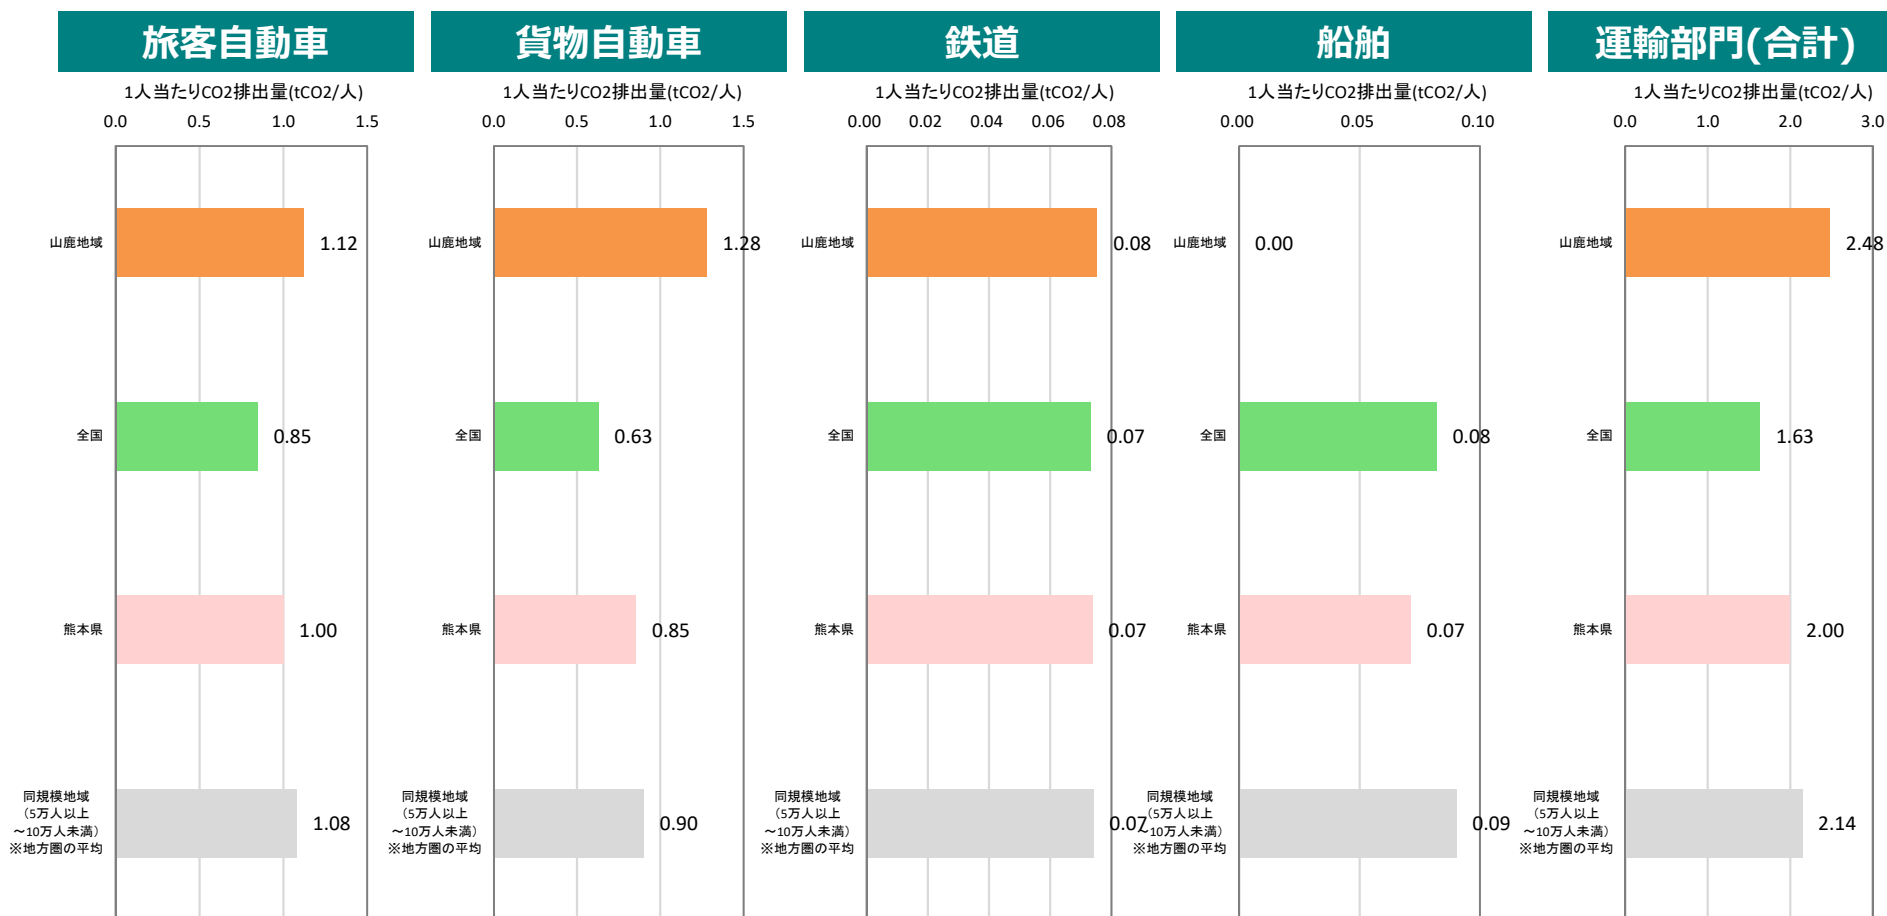 旅客自動車
1人当たりCO2排出量(tCO2/人)
0.0 0.5 1.0 1.5
山鹿地域 1.12
全国 0.85
熊本県 1.00
同規模地域
(5万人以上
～10万人未満)
※地方圏の平均
1.08
貨物自動車
1人当たりCO2排出量(tCO2/人)
0.0 0.5 1.0 1.5
山鹿地域 1.28
全国 0.63
熊本県 0.85
同規模地域
(5万人以上
～10万人未満)
※地方圏の平均
0.90
鉄道
1人当たりCO2排出量(tCO2/人)
0.00 0.02 0.04 0.06 0.08
山鹿地域 0.08
全国 0.07
熊本県 0.07
同規模地域
(5万人以上
～10万人未満)
※地方圏の平均
0.07
船舶
1人当たりCO2排出量(tCO2/人)
0.00 0.05 0.10
山鹿地域 0.00
全国 0.08
熊本県 0.07
同規模地域
(5万人以上
～10万人未満)
※地方圏の平均
0.09
運輸部門(合計)
1人当たりCO2排出量(tCO2/人)
0.0 1.0 2.0 3.0
山鹿地域 2.48
全国 1.63
熊本県 2.00
同規模地域
(5万人以上
～10万人未満)
※地方圏の平均
2.14